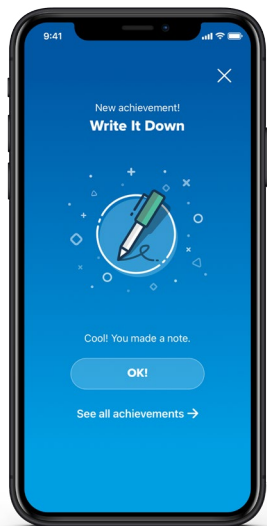 9:41
New achievement!
Write It Down
Cool! You made a note.
OK!
See all achievements →